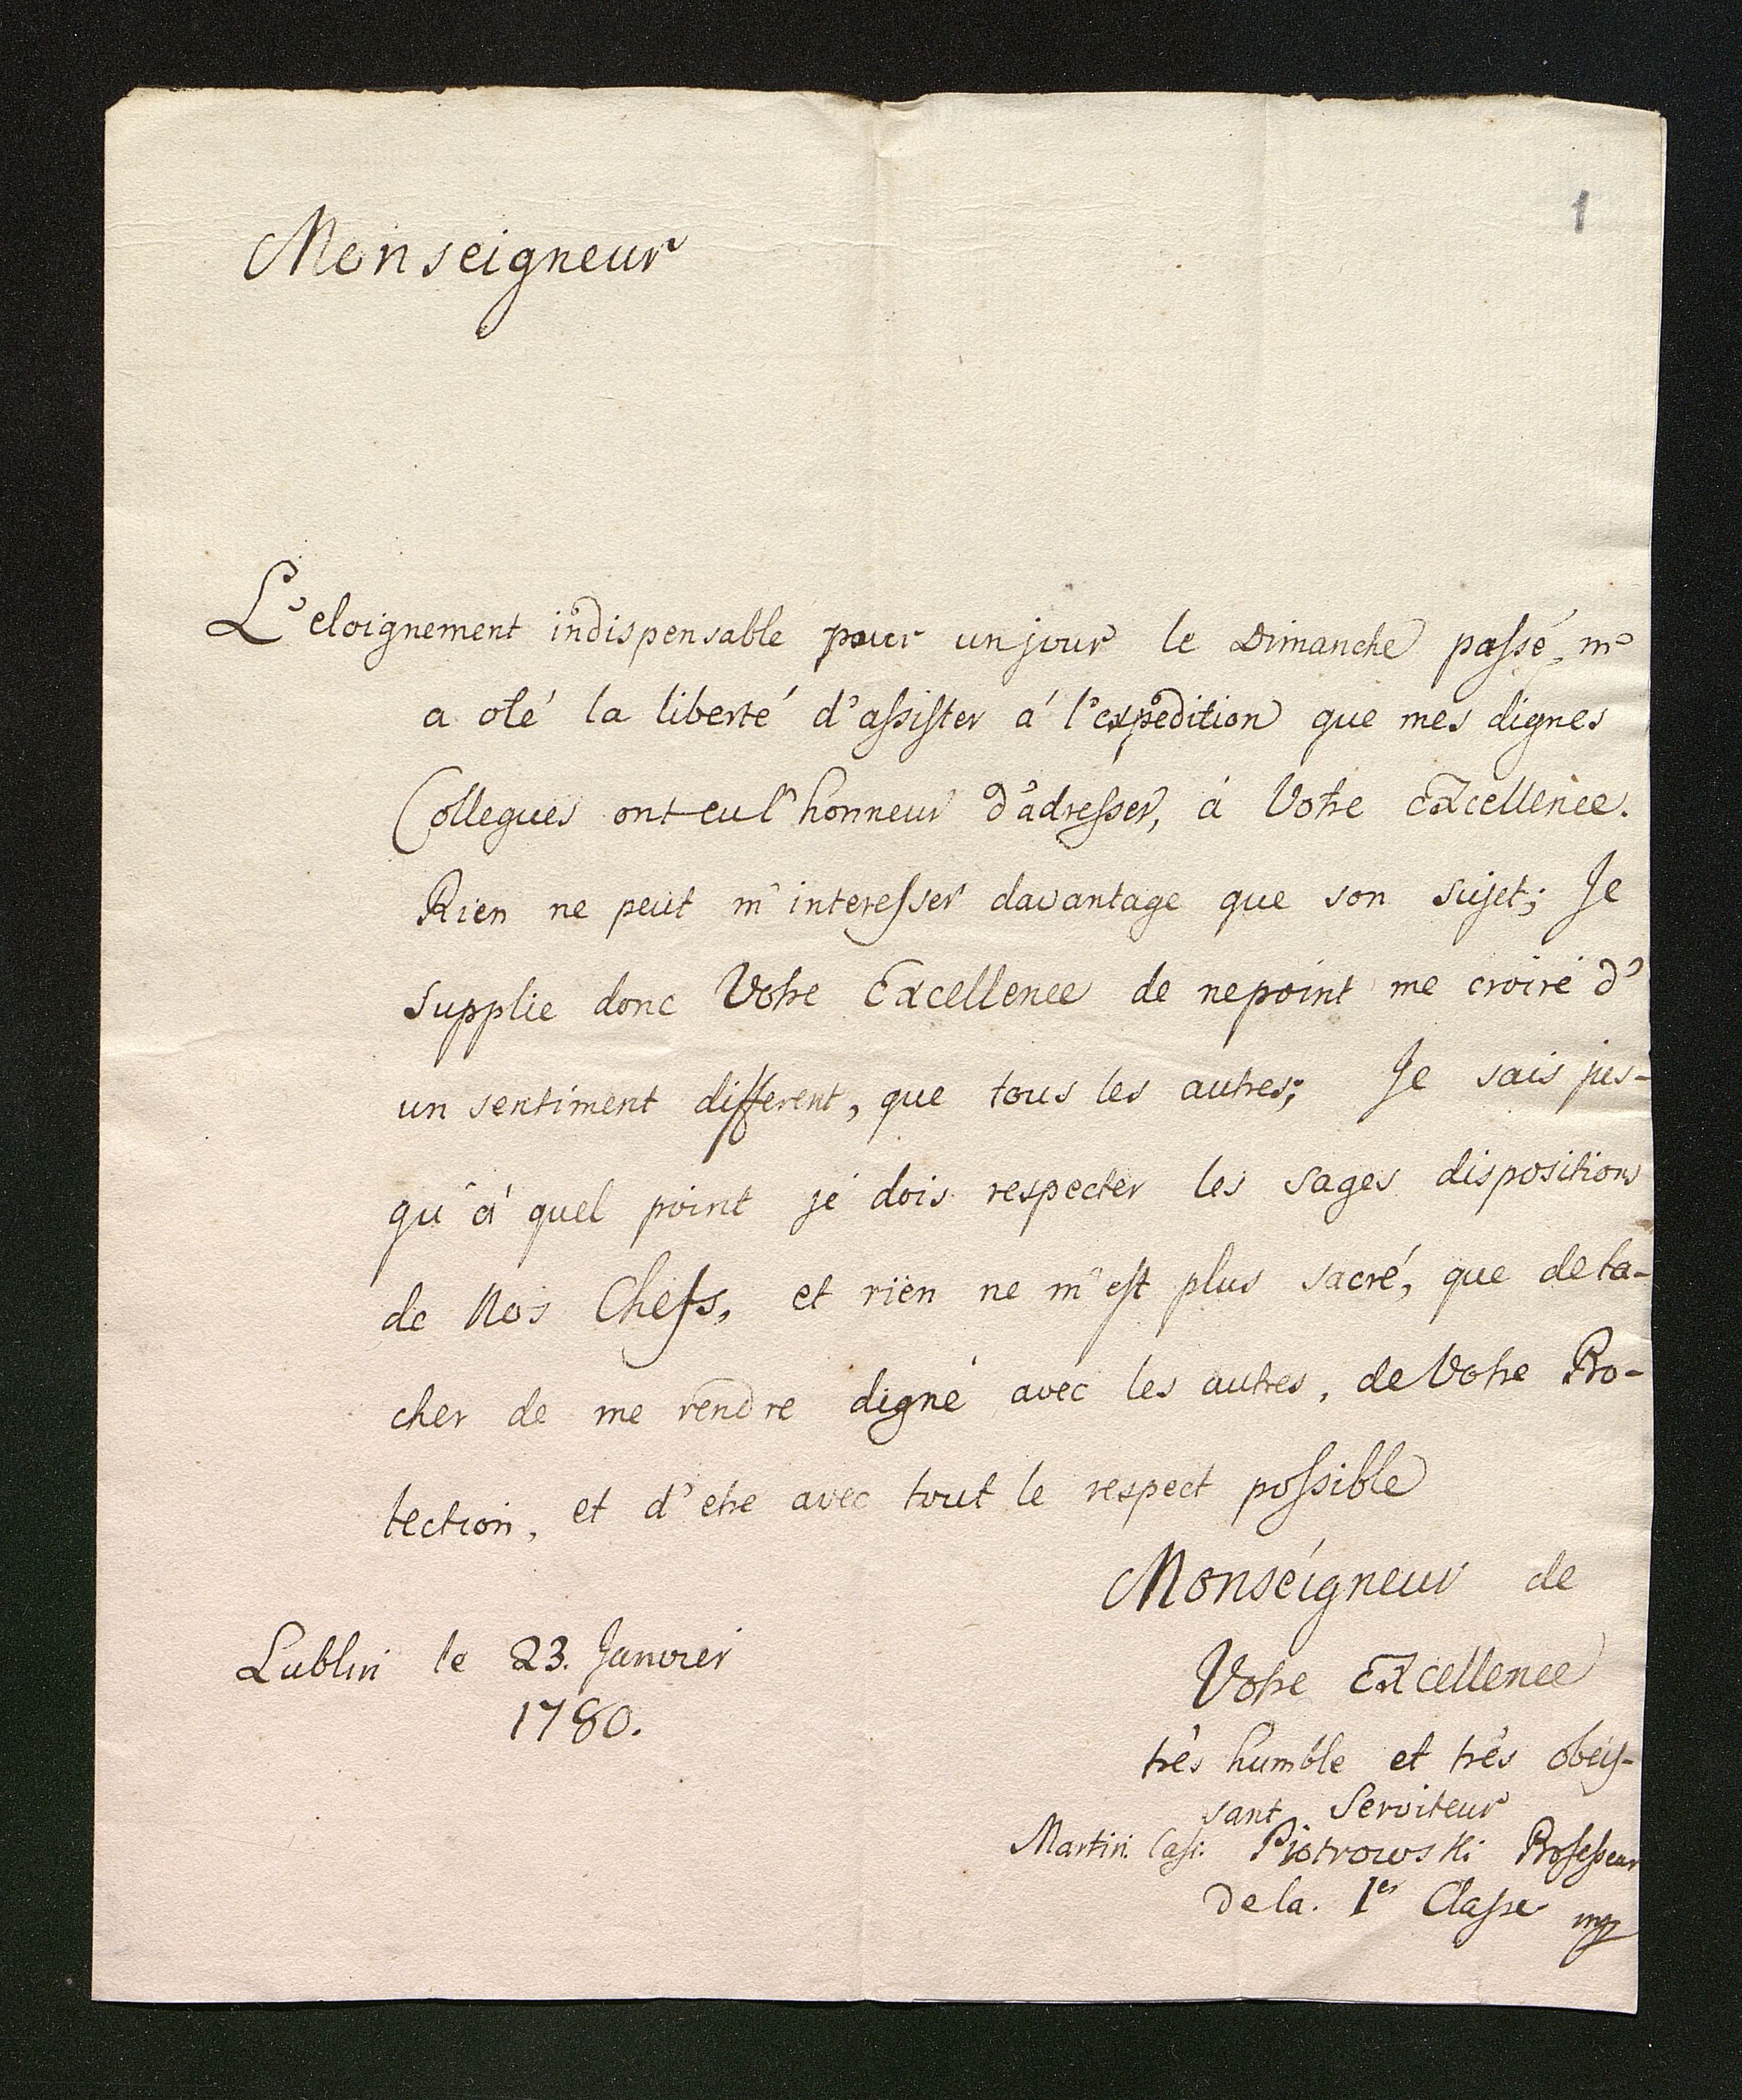 1
Monseigneur
L'eloignement indispensable pour un jour le Dimanche passé, m'
a oté la liberté d'assister á l'expedition que mes dignes
Collegues ont eu l'honneur d'adresser, á Votre Excellence.
Rien ne peut m'interesser davantage que son sujet; Je
supplie donc Votre Excellence de ne point me croire d'
un sentiment different, que tous les autres; Je sais jus-
qu'á quel point je dois respecter les sages dispositions
de Nos Chefs, et rien ne m'est plus sacré, que de ta-
cher de me rendre digne avec les autres, de Votre Pro-
tection, et d'etre avec tout le respect possible
Monseigneur de
Votre Excellence
très humble et très obeis-
sant Serviteur
Martin. Casi. Piotrowski Professeur
de la. 1er Classe mp
Lublin le 23. Janvier
1780.